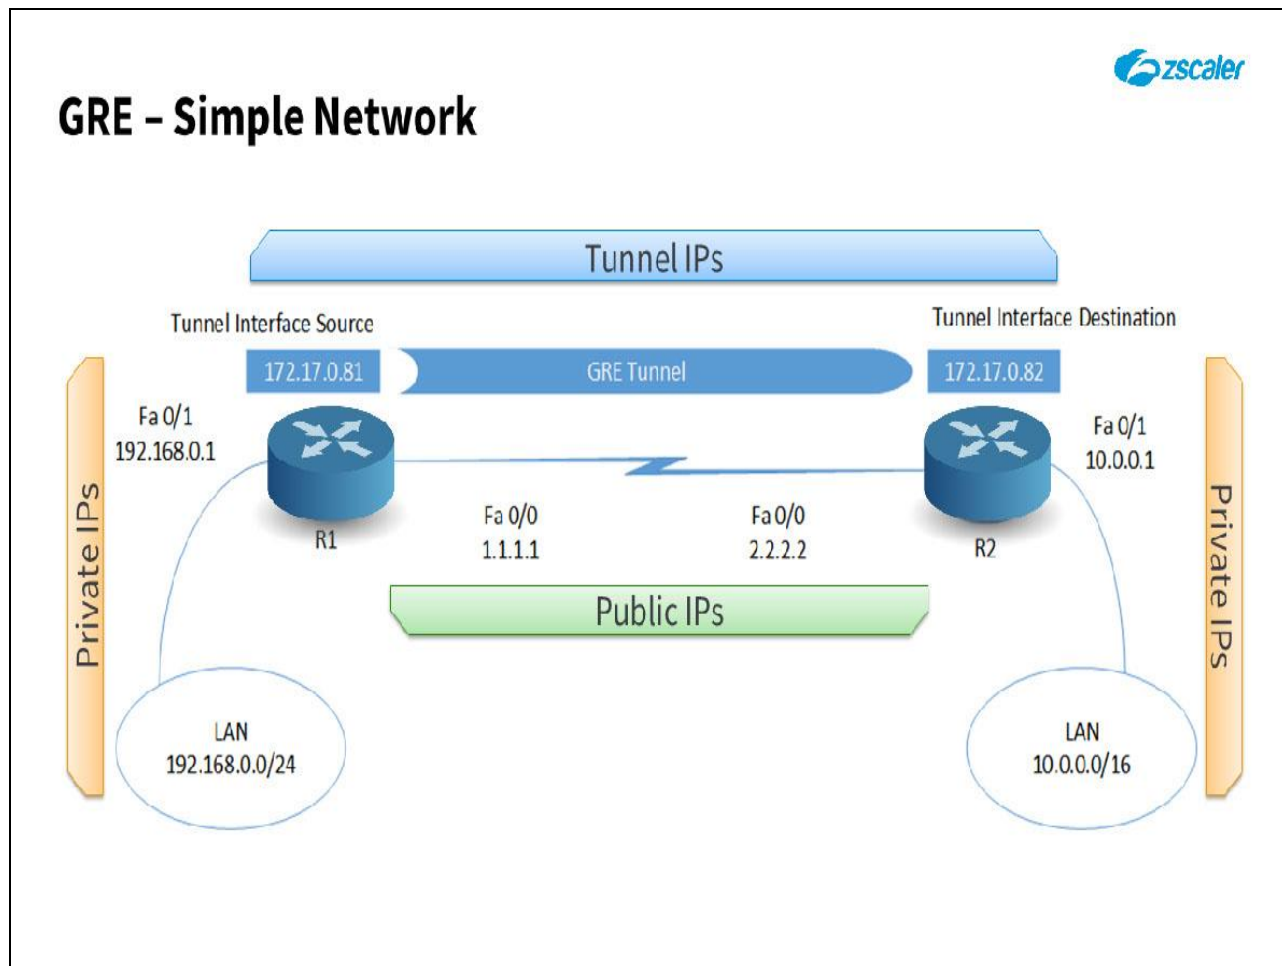 zscaler
GRE – Simple Network
Tunnel IPs
Tunnel Interface Source
Tunnel Interface Destination
172.17.0.81
GRE Tunnel
172.17.0.82
Fa 0/1
192.168.0.1
Fa 0/1
10.0.0.1
Private IPs
Private IPs
R1
Fa 0/0
1.1.1.1
Fa 0/0
2.2.2.2
R2
Public IPs
LAN
192.168.0.0/24
LAN
10.0.0.0/16